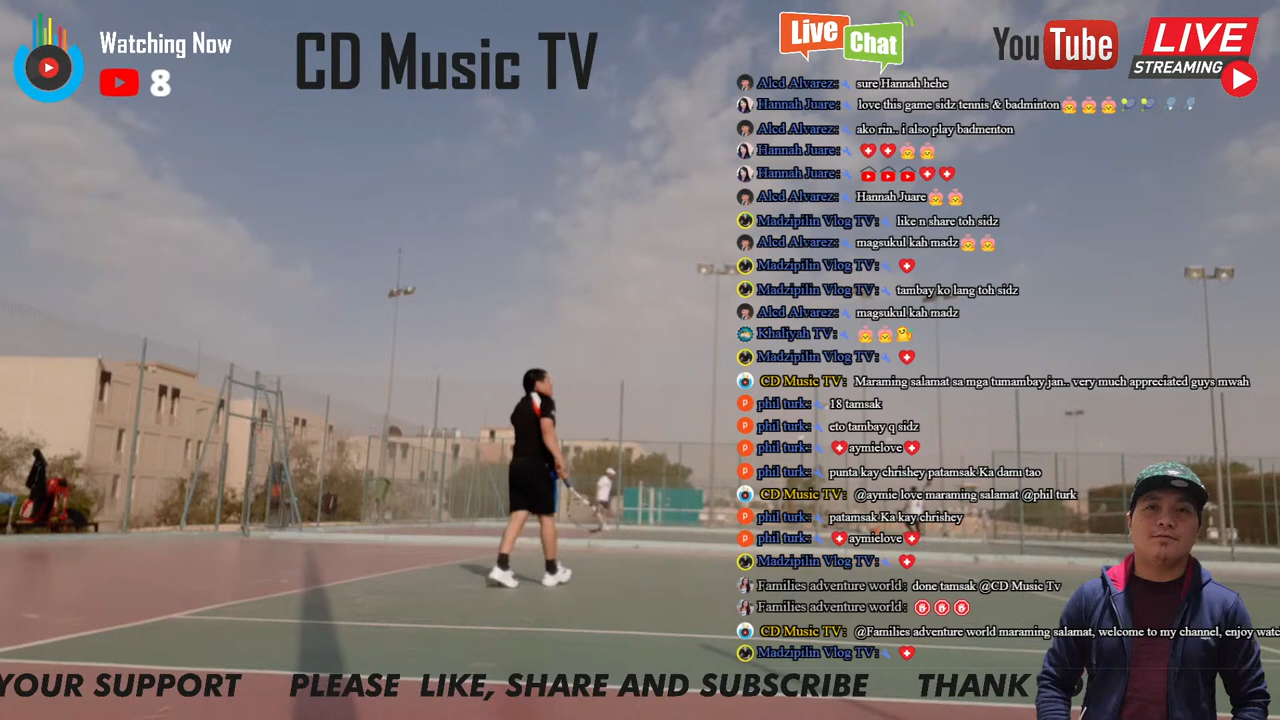 Watching Now
8
CD Music TV
Live Chat
YouTube
LIVE
STREAMING
Alcd Alvarez: sure Hannah hehe
Hannah Juare: love this game sidz tennis & badminton
Alcd Alvarez: ako rin.. i also play badmenton
Hannah Juare:
Hannah Juare:
Alcd Alvarez: Hannah Juare
Madzipilin Vlog TV: like n share toh sidz
Alcd Alvarez: magsukul kah madz
Madzipilin Vlog TV:
Madzipilin Vlog TV: tambay ko lang toh sidz
Alcd Alvarez: magsukul kah madz
Khaliyah TV:
Madzipilin Vlog TV:
CD Music TV: Maraming salamat sa mga tumambay jan.. very much appreciated guys mwah
phil turk: 18 tamsak
phil turk: eto tambay q sidz
phil turk: aymielove
phil turk: punta kay chrishey patamsak Ka dami tao
CD Music TV: @aymie love maraming salamat @phil turk
phil turk: patamsak Ka kay chrishey
phil turk: aymielove
Madzipilin Vlog TV:
Families adventure world: done tamsak @CD Music Tv
Families adventure world:
CD Music TV: @Families adventure world maraming salamat, welcome to my channel, enjoy watc
Madzipilin Vlog TV:
YOUR SUPPORT PLEASE LIKE, SHARE AND SUBSCRIBE THANK